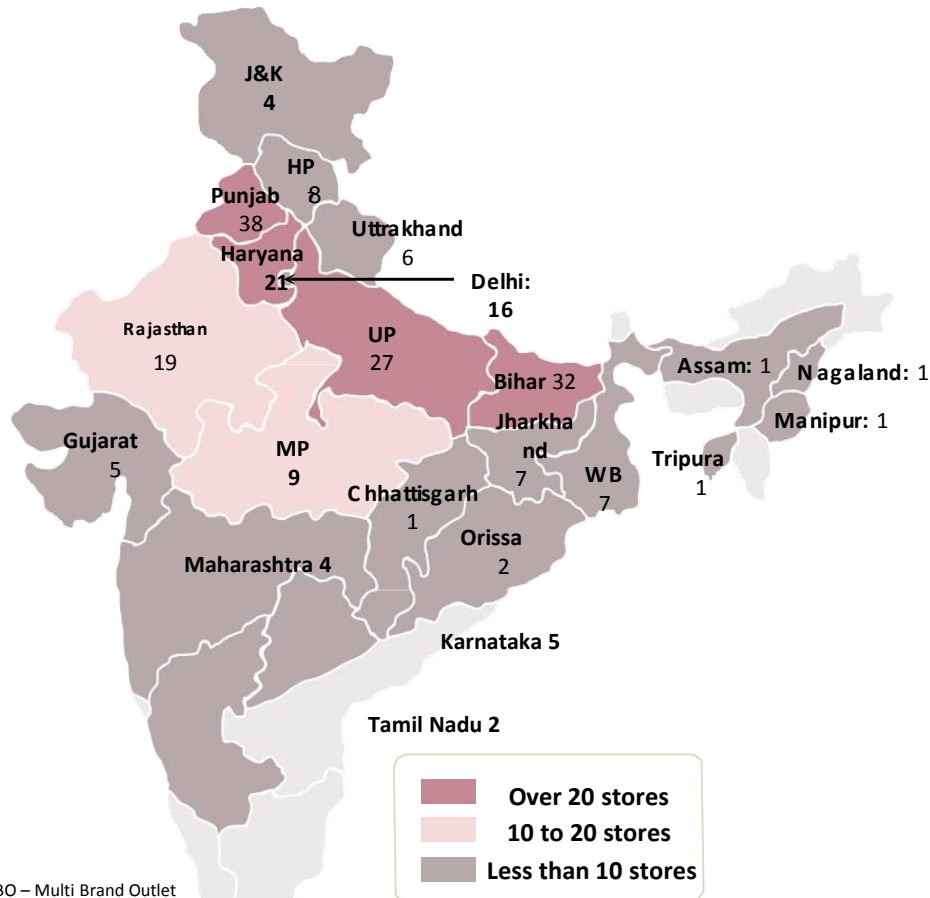 J&K
4
HP
8
Punjab
38
Uttrakhand
6
Haryana
21
Delhi:
16
Rajasthan
19
UP
27
Bihar 32
Assam: 1
Nagaland: 1
Manipur: 1
Tripura
1
Gujarat
5
MP
9
Jharkha
nd
7
WB
7
Chhattisgarh
1
Orissa
2
Maharashtra 4
Karnataka 5
Tamil Nadu 2
Over 20 stores
10 to 20 stores
Less than 10 stores
BO – Multi Brand Outlet